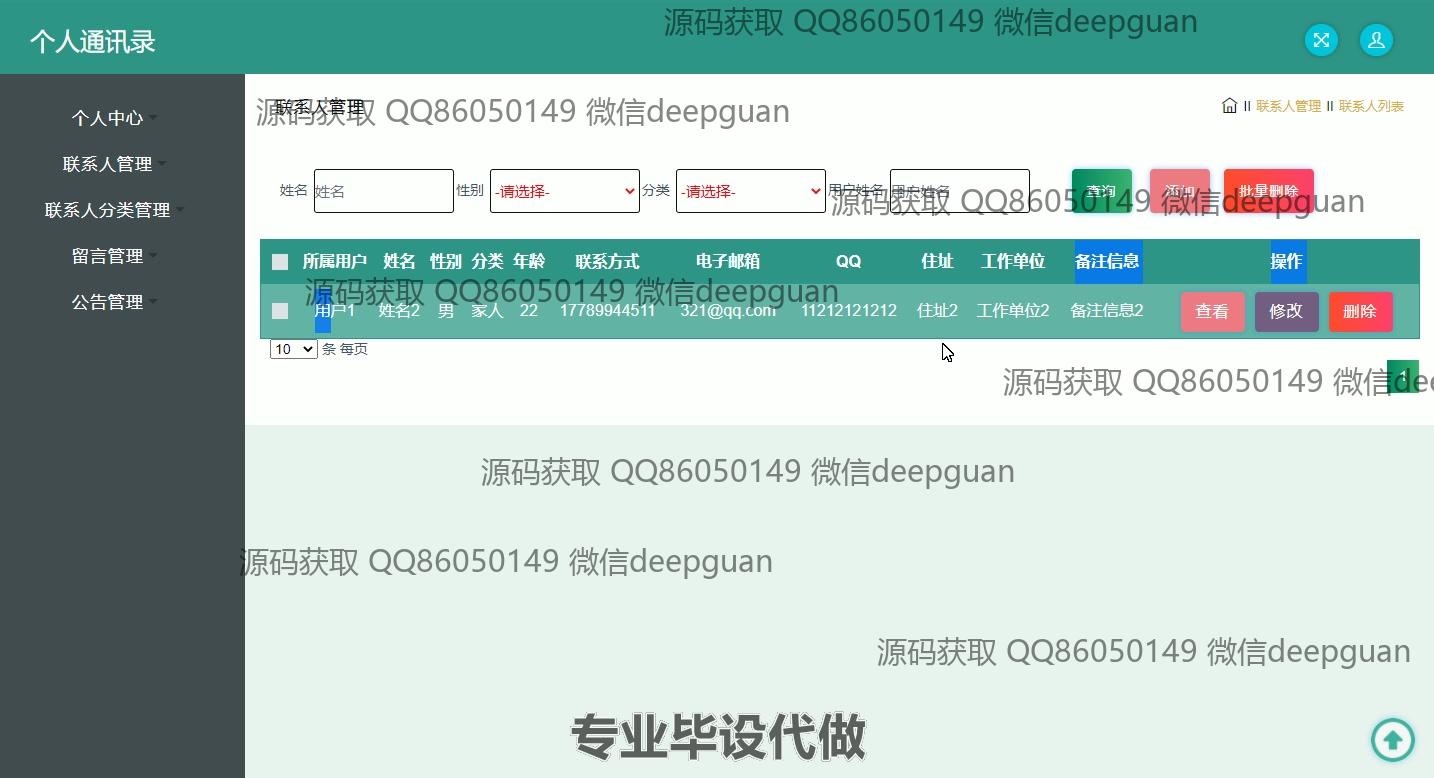 源码获取 QQ86050149 微信deepguan
个人通讯录
个人中心
联系人管理
联系人分类管理
留言管理
公告管理
联系人管理
源码获取 QQ86050149 微信deepguan
II 联系人管理 II 联系人列表
姓名 姓名 性别 -请选择- 分类 -请选择- 用户姓名 用户姓名 查询 添加 批量删除
源码获取 QQ86050149 微信deepguan
所属用户 姓名 性别 分类 年龄 联系方式 电子邮箱 QQ 住址 工作单位 备注信息 操作
源码获取 QQ86050149 微信deepguan
用户1 姓名2 男 家人 22 17789944511 321@qq.com 11212121212 住址2 工作单位2 备注信息2 查看 修改 删除
10 条 每页
1
源码获取 QQ86050149 微信deepguan
源码获取 QQ86050149 微信deepguan
源码获取 QQ86050149 微信deepguan
源码获取 QQ86050149 微信deepguan
专业毕设代做